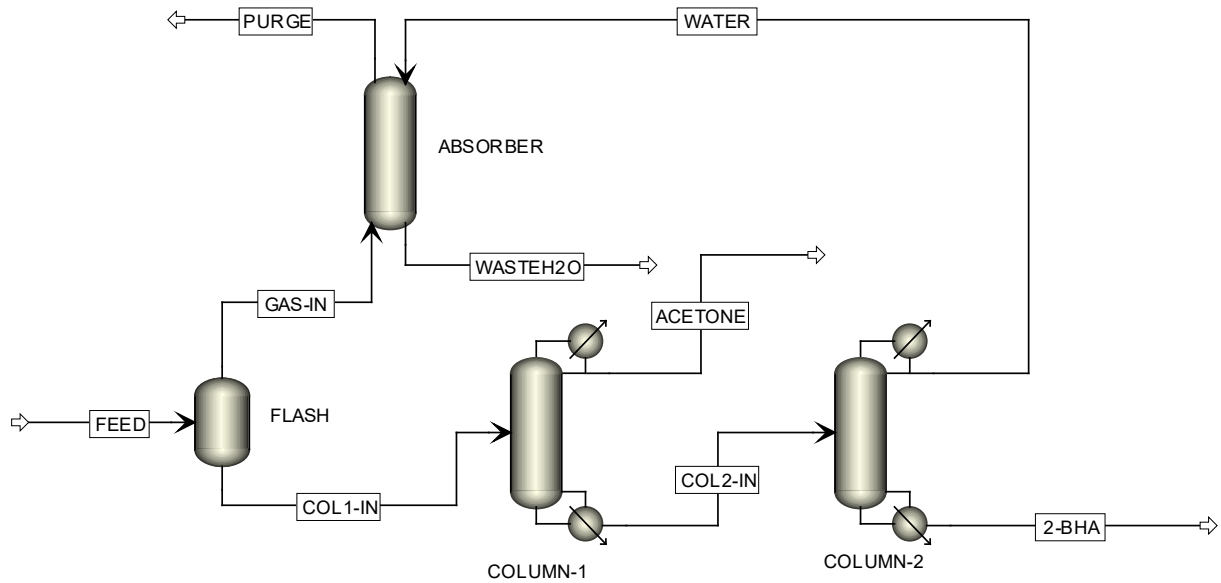 PURGE
WATER
ABSORBER
WASTEH2O
GAS-IN
ACETONE
FEED
FLASH
COL1-IN
COL2-IN
2-BHA
COLUMN-1
COLUMN-2